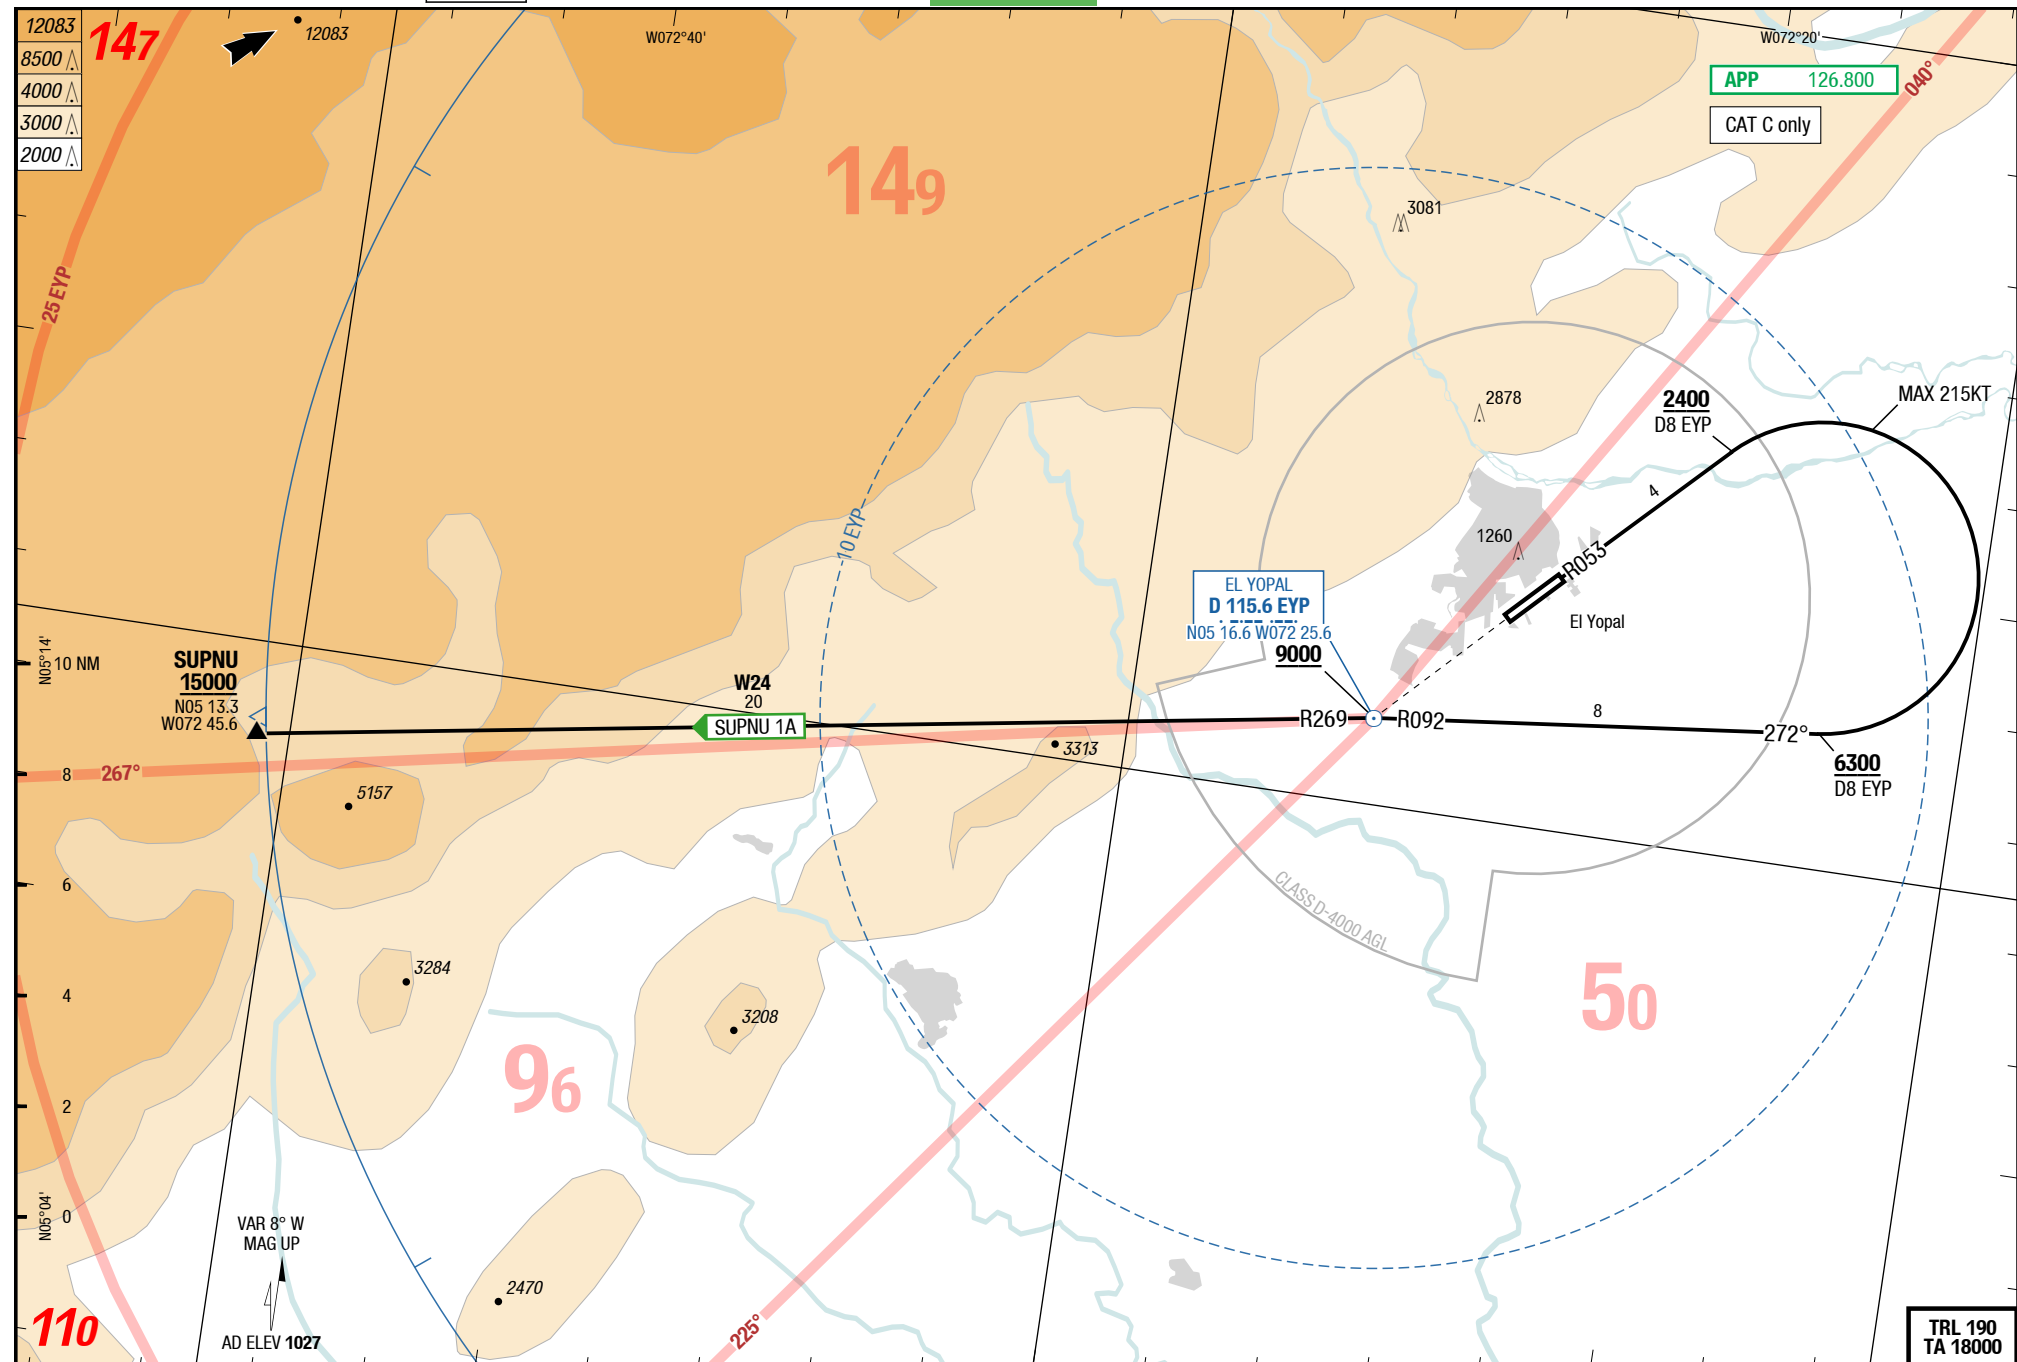 12083
8500
4000
3000
2000
147
12083
W072°40'
W072°20'
APP 126.800
CAT C only
040°
149
3081
25 EYP
2878
2400
D8 EYP
MAX 215KT
4
1260
R053
10 EYP
EL YOPAL
D 115.6 EYP
N05 16.6 W072 25.6
9000
El Yopal
N05°14'
10 NM
SUPNU
15000
N05 13.3
W072 45.6
W24
20
SUPNU 1A
R269
R092
8
272°
6300
D8 EYP
3313
8
267°
5157
6
CLASS D-4000 AGL
3284
4
3208
50
96
2
N05°04'
0
VAR 8° W
MAG UP
2470
110
AD ELEV 1027
225°
TRL 190
TA 18000